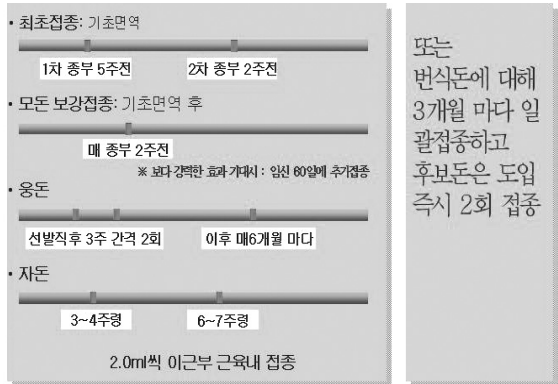 · 최초접종: 기초면역
1차 종부 5주전 2차 종부 2주전
· 모돈 보강접종: 기초면역 후
매 종부 2주전
※ 보다 강력한 효과 기대시 : 임신 60일에 추가접종
· 웅돈
선발직후 3주 간격 2회 이후 매6개월 마다
· 자돈
3~4주령 6~7주령
2.0ml씩 이근부 근육내 접종
또는
번식돈에 대해
3개월 마다 일
괄접종하고
후보돈은 도입
즉시 2회 접종